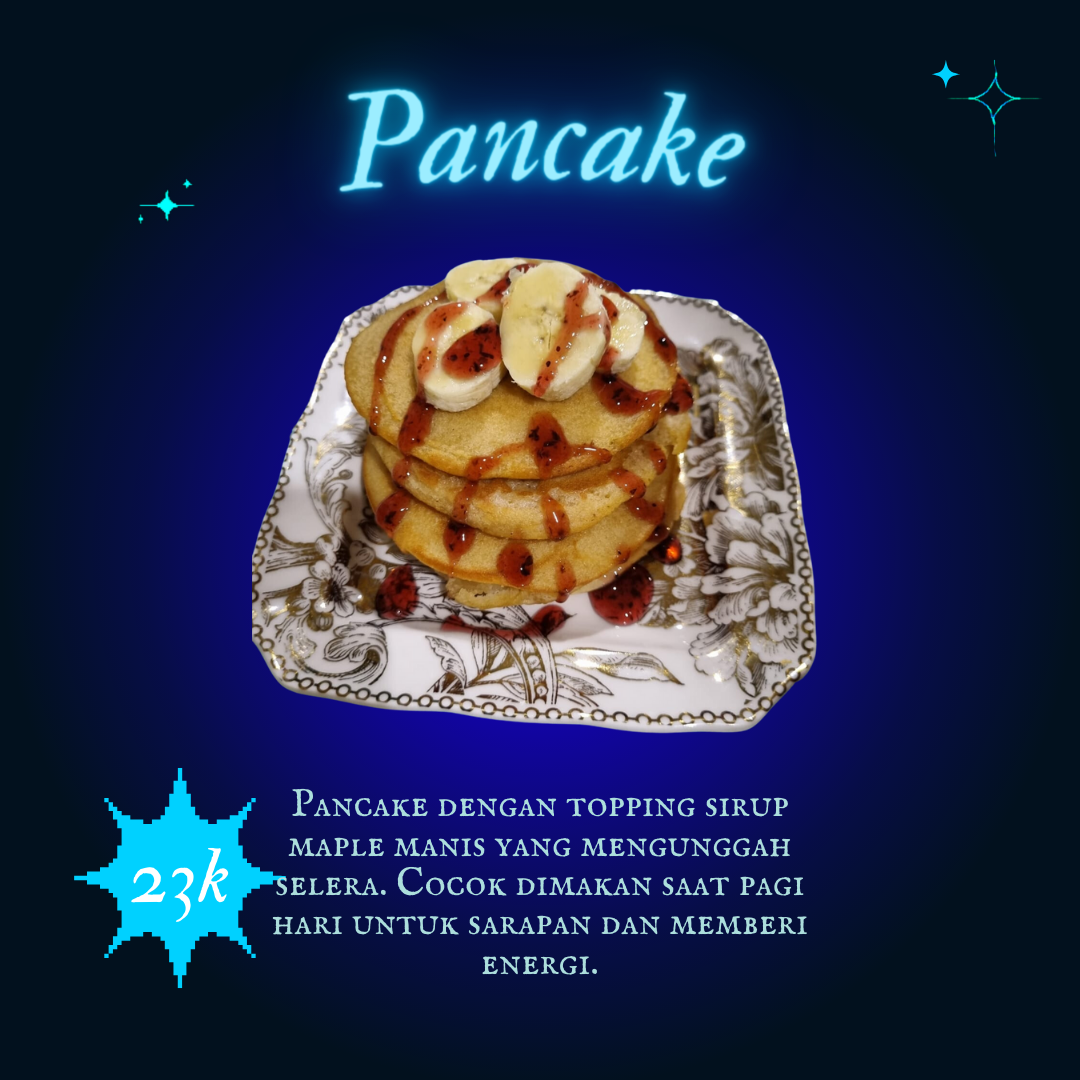 Pancake
Pancake dengan topping sirup
maple manis yang mengunggah
selera. Cocok dimakan saat pagi
hari untuk sarapan dan memberi
energi.
23k